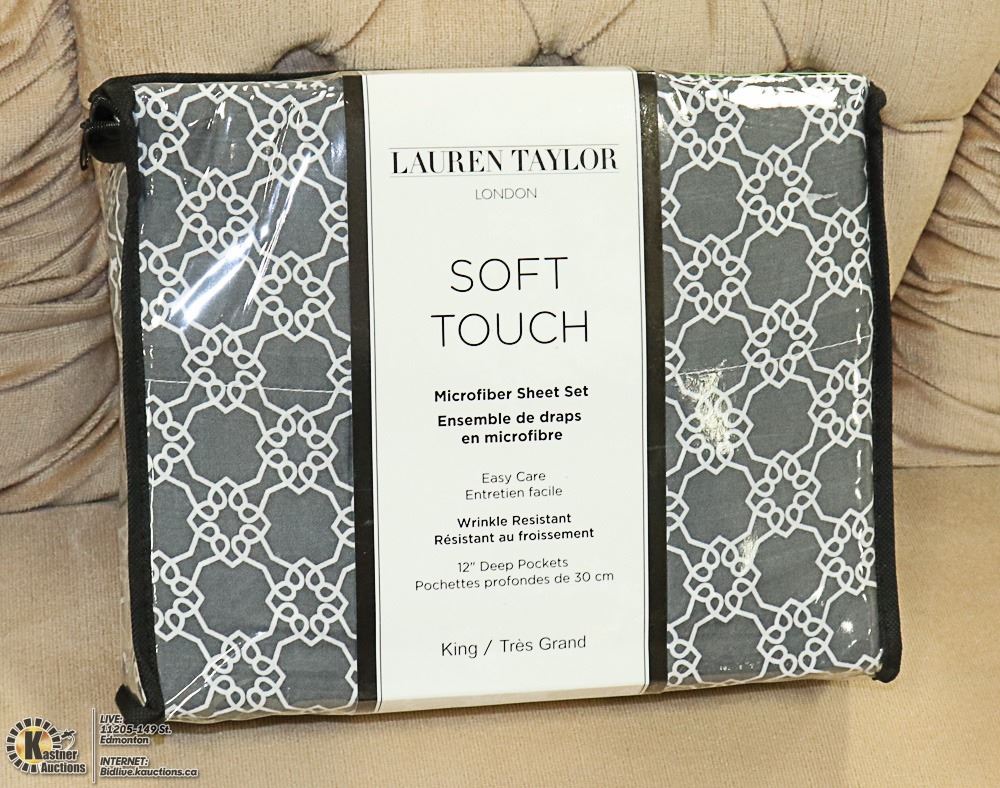 LAUREN TAYLOR
LONDON
SOFT
TOUCH
Microfiber Sheet Set
Ensemble de draps
en microfibre
Easy Care
Entretien facile
Wrinkle Resistant
Résistant au froissement
12" Deep Pockets
Pochettes profondes de 30 cm
King / Très Grand
Kastner
Auctions
LIVE:
11205-149 St.
Edmonton
INTERNET:
Bidlive.kauctions.ca